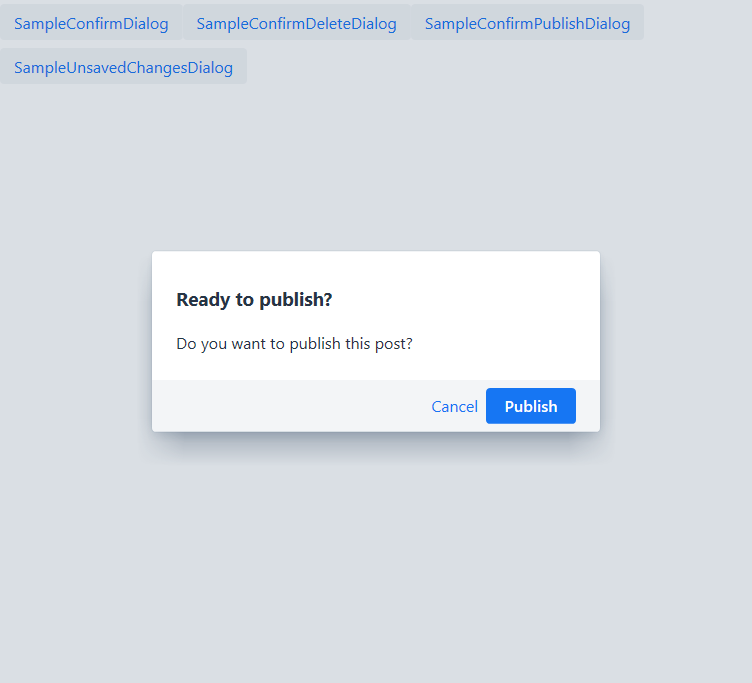 SampleConfirmDialog SampleConfirmDeleteDialog SampleConfirmPublishDialog
SampleUnsavedChangesDialog
Ready to publish?
Do you want to publish this post?
Cancel Publish